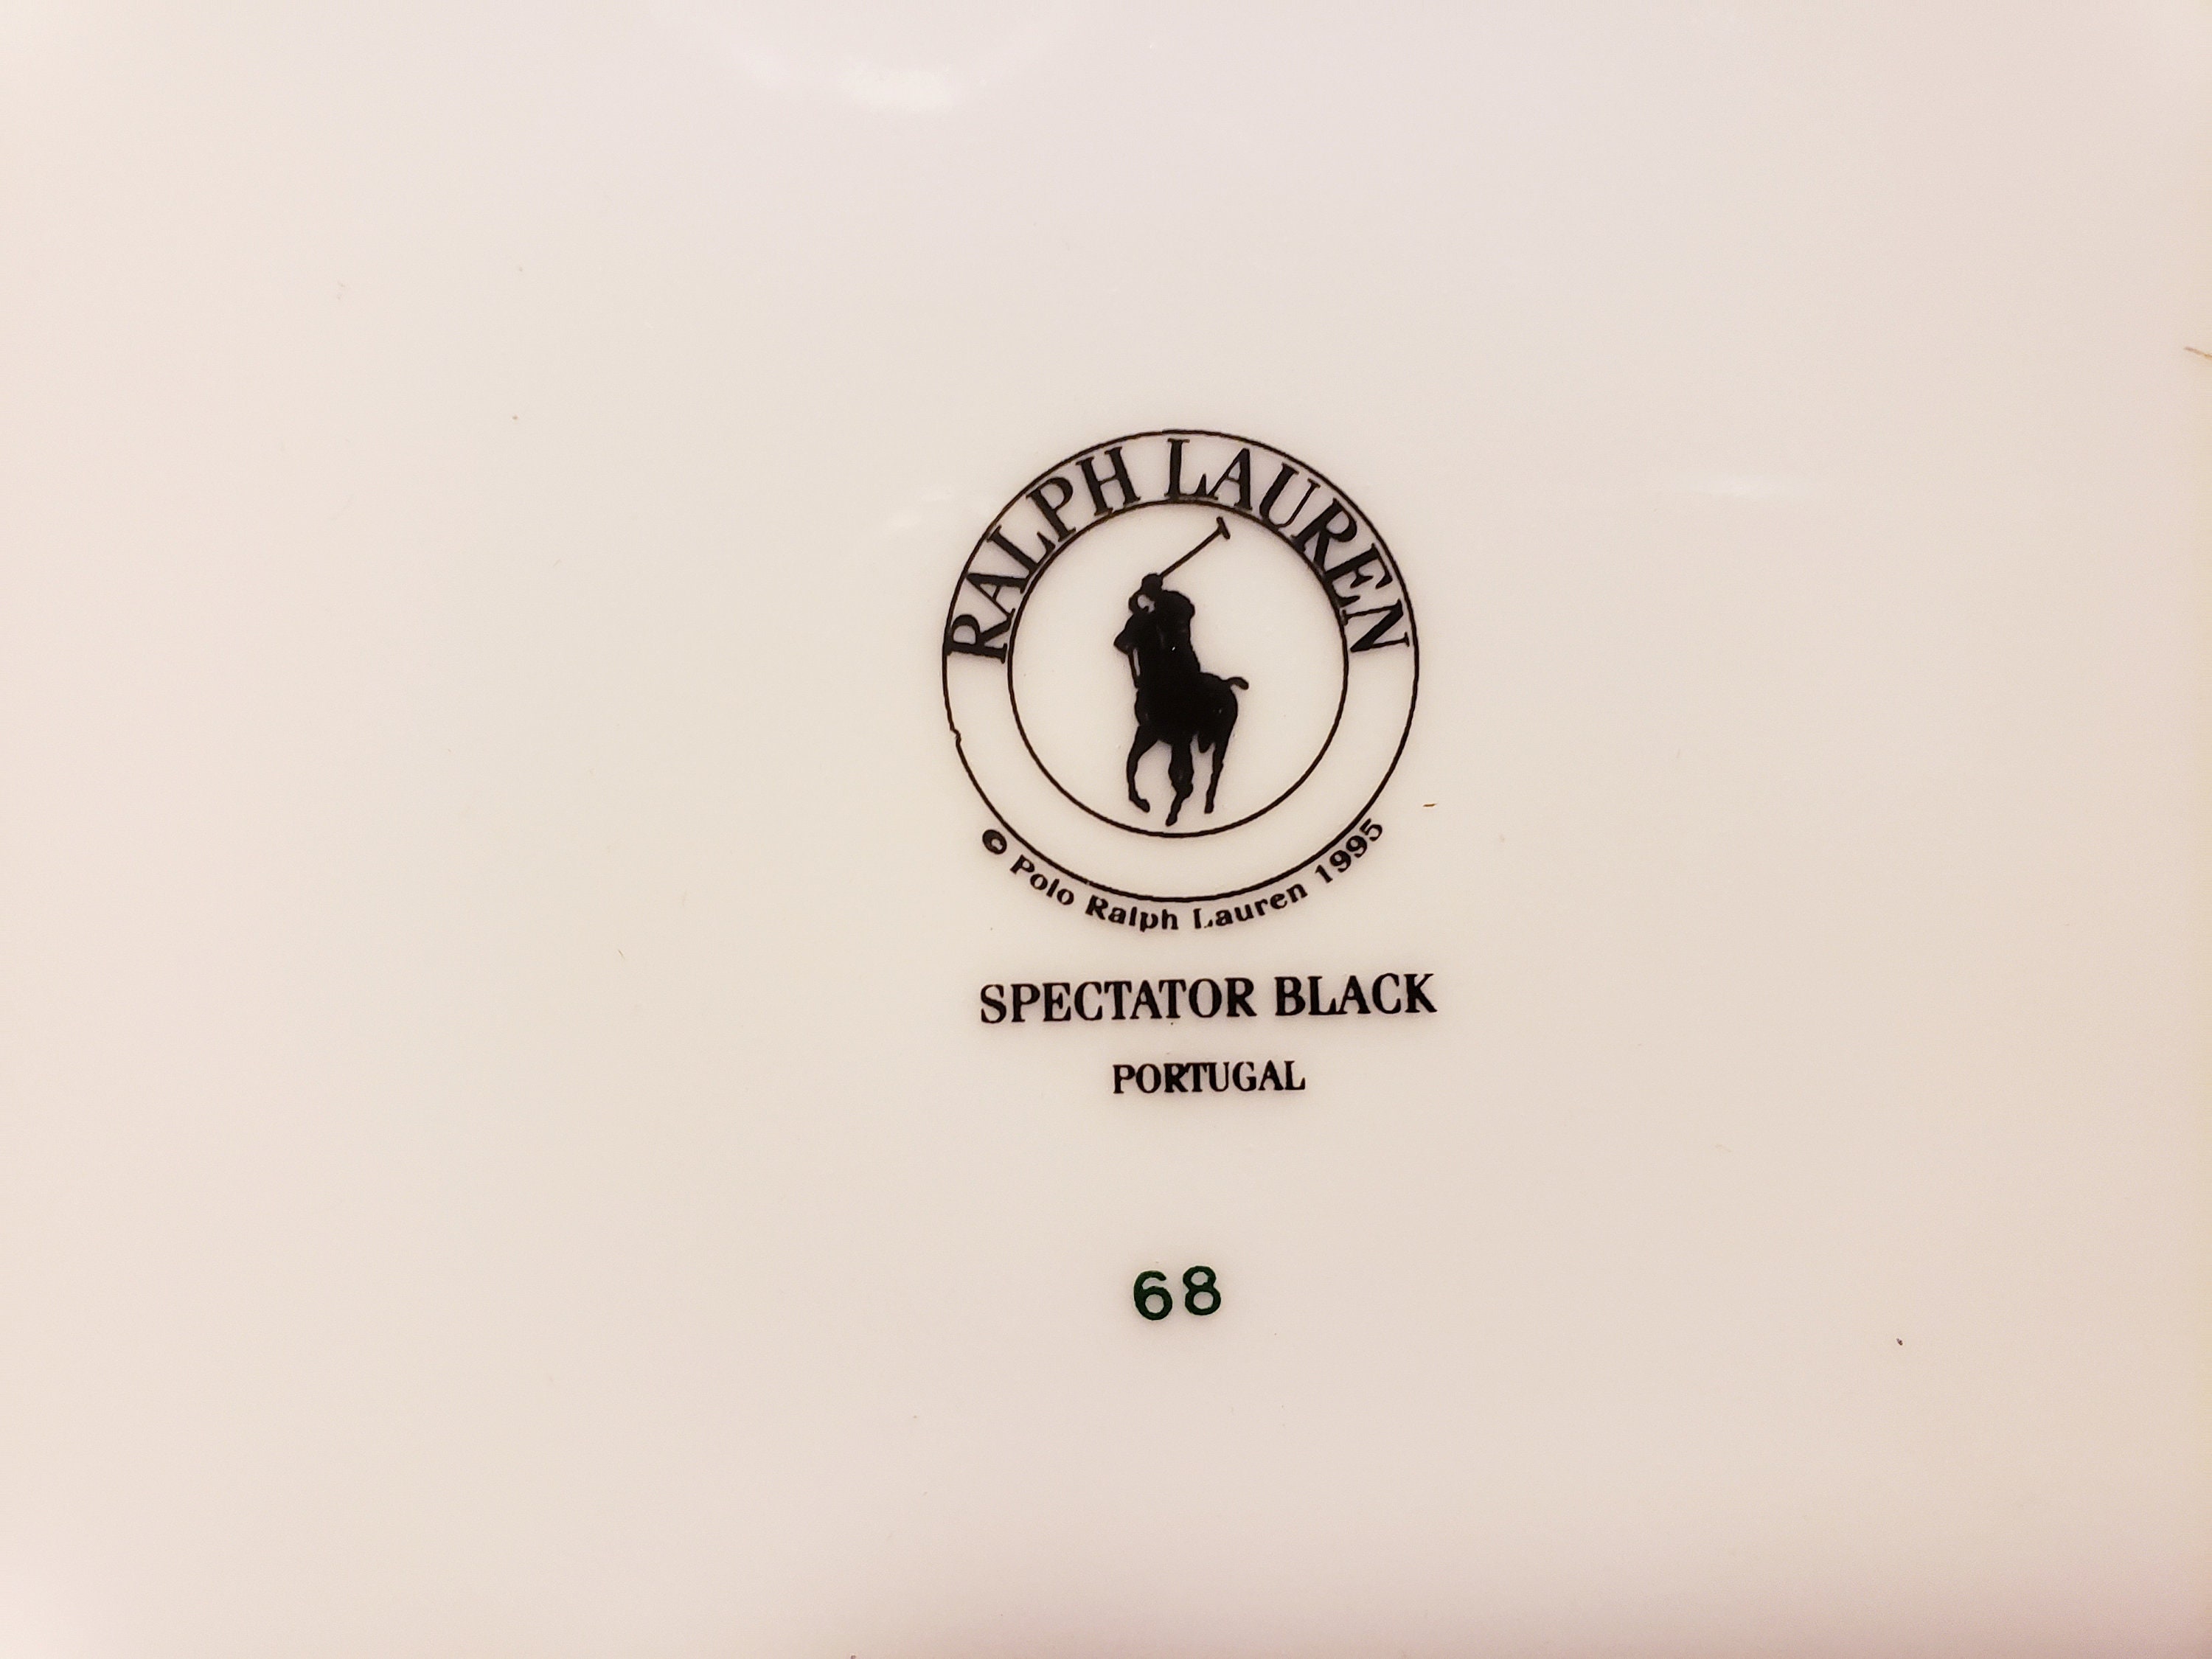 RALPH LAUREN
© Polo Ralph Lauren 1995
SPECTATOR BLACK
PORTUGAL
68